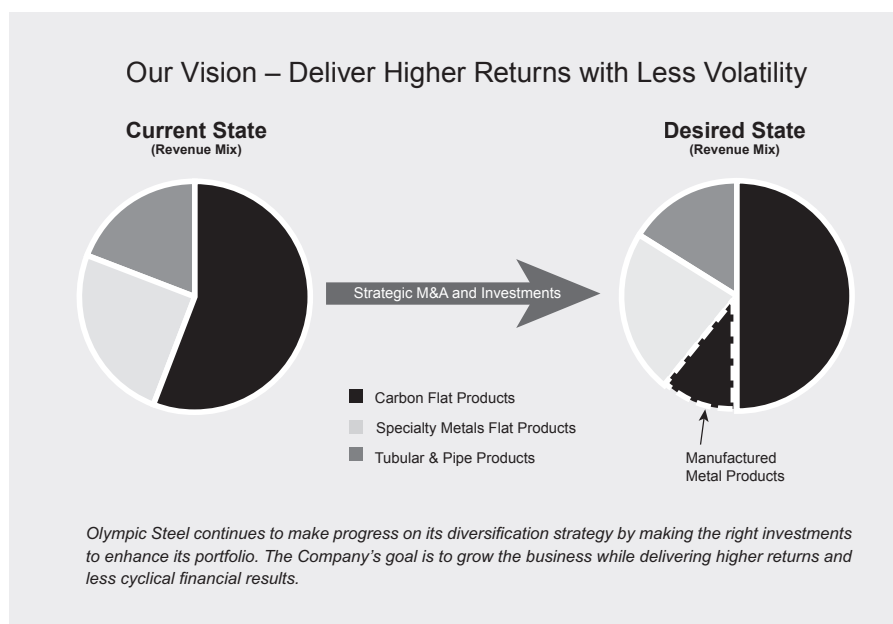 Our Vision – Deliver Higher Returns with Less Volatility
Current State
(Revenue Mix)
Desired State
(Revenue Mix)
Strategic M&A and Investments
Carbon Flat Products
Specialty Metals Flat Products
Tubular & Pipe Products
Manufactured
Metal Products
Olympic Steel continues to make progress on its diversification strategy by making the right investments
to enhance its portfolio. The Company’s goal is to grow the business while delivering higher returns and
less cyclical financial results.